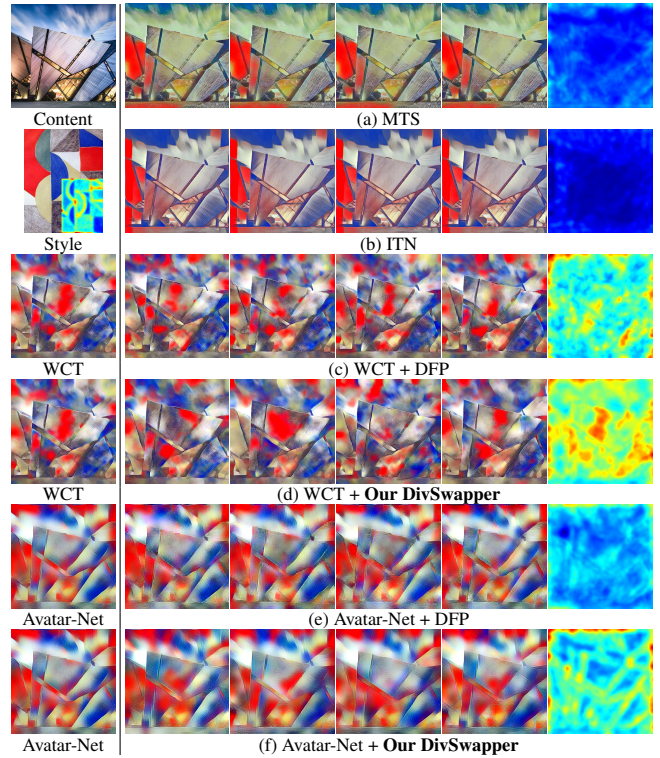 Content
(a) MTS
Style
(b) ITN
WCT
(c) WCT + DFP
WCT
(d) WCT + Our DivSwapper
Avatar-Net
(e) Avatar-Net + DFP
Avatar-Net
(f) Avatar-Net + Our DivSwapper